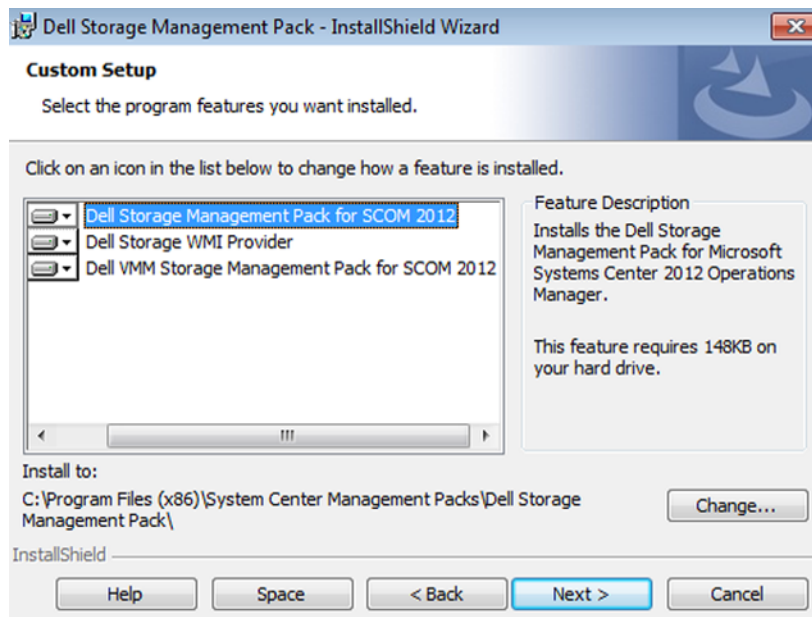 Dell Storage Management Pack - InstallShield Wizard
Custom Setup
Select the program features you want installed.
Click on an icon in the list below to change how a feature is installed.
Dell Storage Management Pack for SCOM 2012
Dell Storage WMI Provider
Dell VMM Storage Management Pack for SCOM 2012
Feature Description
Installs the Dell Storage
Management Pack for Microsoft
Systems Center 2012 Operations
Manager.
This feature requires 148KB on
your hard drive.
Install to:
C:\Program Files (x86)\System Center Management Packs\Dell Storage
Management Pack\
Change...
InstallShield
Help
Space
< Back
Next >
Cancel